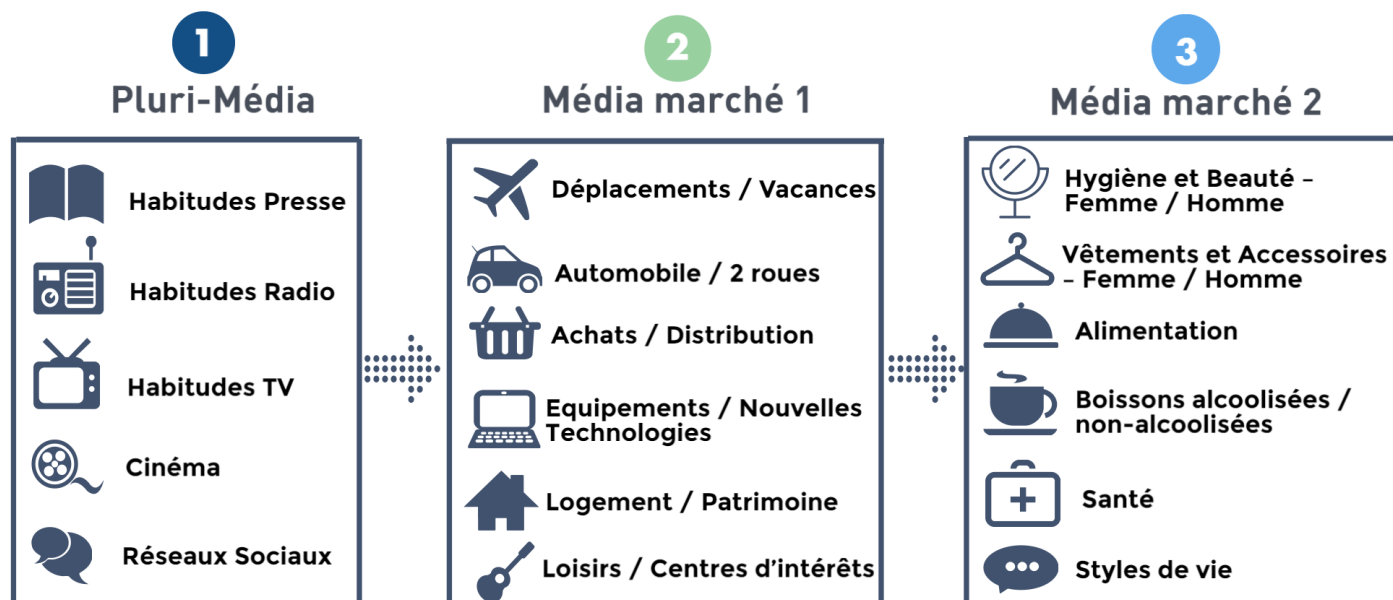 1
Pluri-Média
Habitudes Presse
Habitudes Radio
Habitudes TV
Cinéma
Réseaux Sociaux
2
Média marché 1
Déplacements / Vacances
Automobile / 2 roues
Achats / Distribution
Equipements / Nouvelles
Technologies
Logement / Patrimoine
Loisirs / Centres d'intérêts
3
Média marché 2
Hygiène et Beauté –
Femme / Homme
Vêtements et Accessoires
– Femme / Homme
Alimentation
Boissons alcoolisées /
non-alcoolisées
Santé
Styles de vie